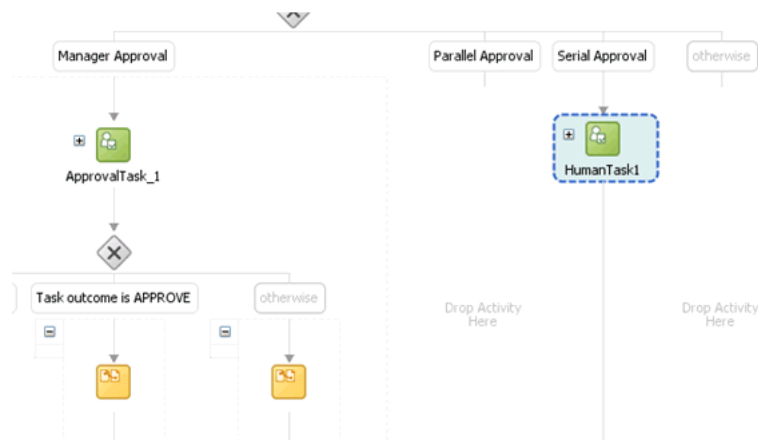 Manager Approval
Parallel Approval
Serial Approval
otherwise
ApprovalTask_1
HumanTask1
Task outcome is APPROVE
otherwise
Drop Activity
Here
Drop Activity
Here